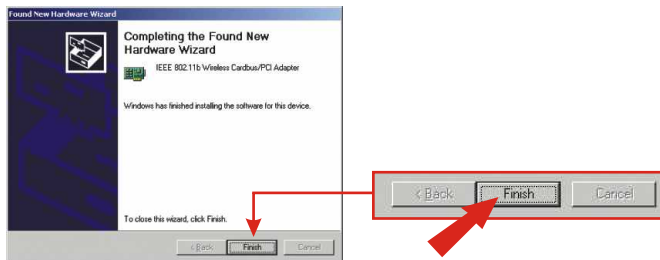 Found New Hardware Wizard
Completing the Found New
Hardware Wizard
IEEE 802.11b Wireless Cardbus/PCI Adapter
Windows has finished installing the software for this device.
To close this wizard, click Finish.
< Back Finish Cancel
< Back Finish Cancel